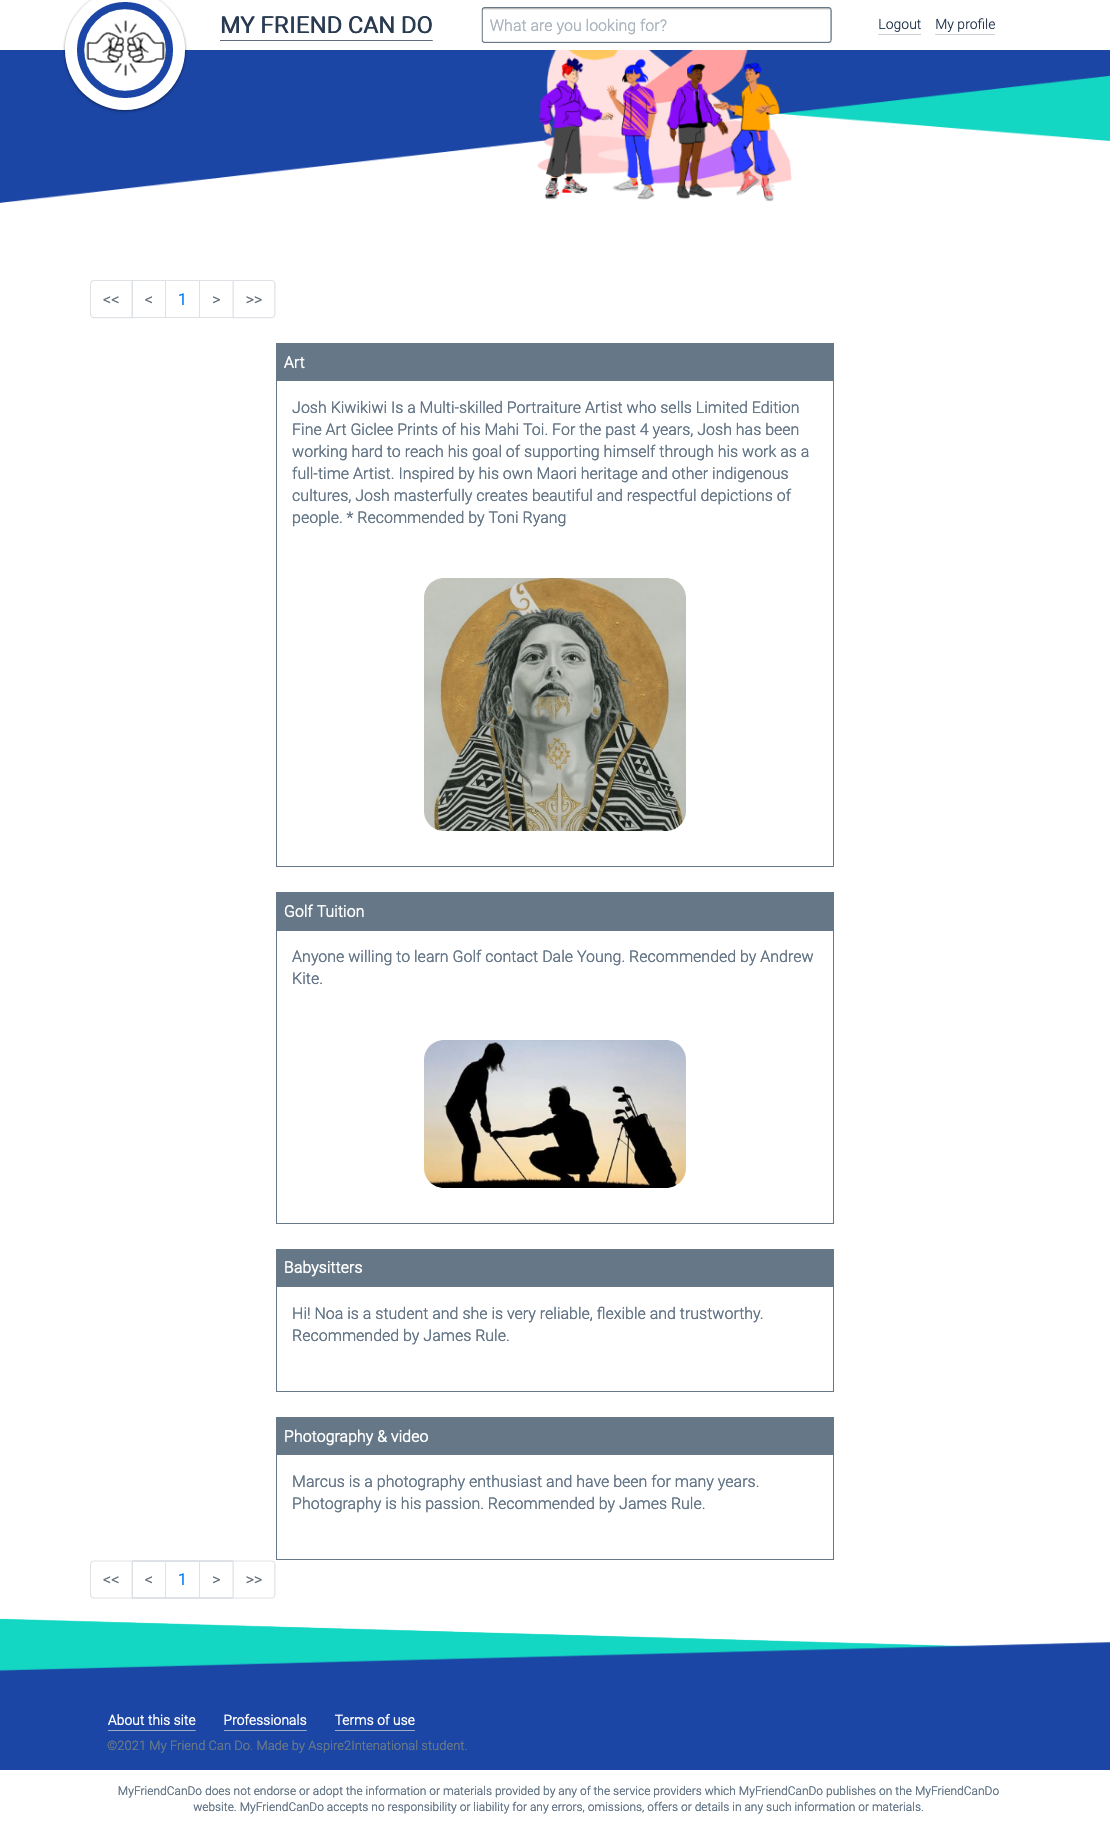 MY FRIEND CAN DO
What are you looking for?
Logout My profile
<< < 1 > >>
Art
Josh Kiwikiwi Is a Multi-skilled Portraiture Artist who sells Limited Edition
Fine Art Giclee Prints of his Mahi Toi. For the past 4 years, Josh has been
working hard to reach his goal of supporting himself through his work as a
full-time Artist. Inspired by his own Maori heritage and other indigenous
cultures, Josh masterfully creates beautiful and respectful depictions of
people. * Recommended by Toni Ryang
Golf Tuition
Anyone willing to learn Golf contact Dale Young. Recommended by Andrew
Kite.
Babysitters
Hi! Noa is a student and she is very reliable, flexible and trustworthy.
Recommended by James Rule.
Photography & video
Marcus is a photography enthusiast and have been for many years.
Photography is his passion. Recommended by James Rule.
<< < 1 > >>
About this site Professionals Terms of use
©2021 My Friend Can Do. Made by Aspire2Intenational student.
MyFriendCanDo does not endorse or adopt the information or materials provided by any of the service providers which MyFriendCanDo publishes on the MyFriendCanDo
website. MyFriendCanDo accepts no responsibility or liability for any errors, omissions, offers or details in any such information or materials.